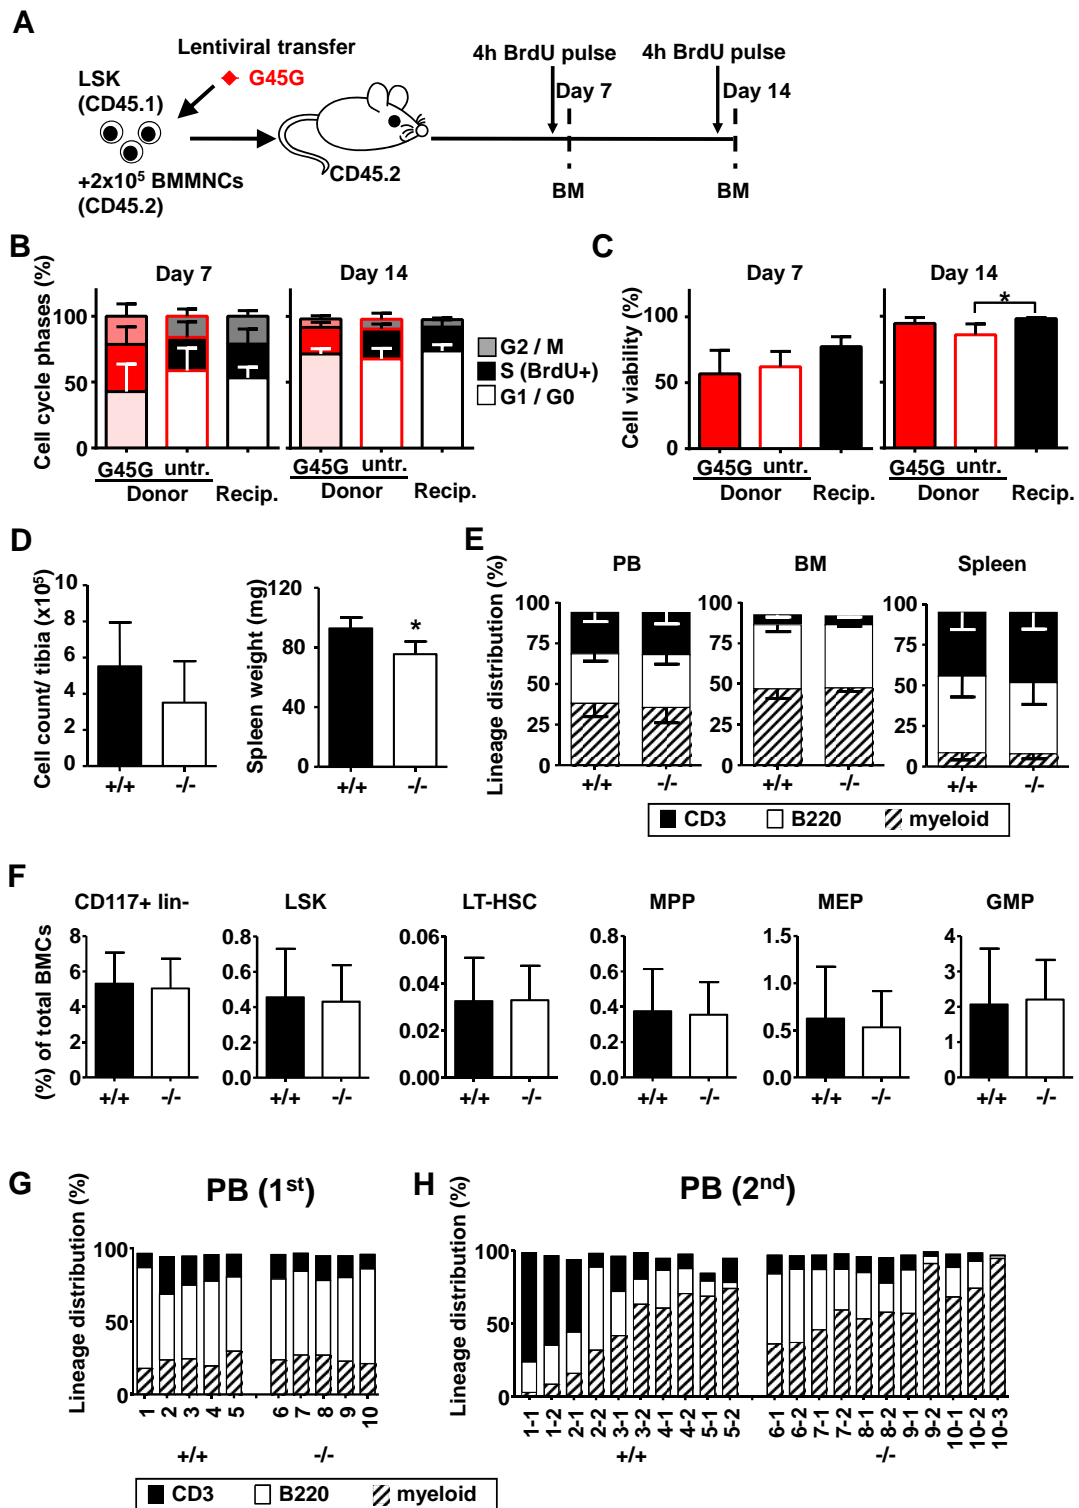 A
Lentiviral transfer
G45G
LSK
(CD45.1)
+2x10⁵ BMMNCs
(CD45.2)
CD45.2
4h BrdU pulse
Day 7
BM
4h BrdU pulse
Day 14
BM
B
Cell cycle phases (%)
Day 7
Day 14
100
50
0
G45G untr.
Donor Recip.
G45G untr.
Donor Recip.
G2 / M
S (BrdU+)
G1 / G0
C
Cell viability (%)
Day 7
Day 14
100
50
0
*
G45G untr.
Donor Recip.
G45G untr.
Donor Recip.
D
Cell count/ tibia (x10⁵)
10
8
6
4
2
0
+/+ -/-
Spleen weight (mg)
120
80
40
0
*
+/+ -/-
E
Lineage distribution (%)
PB
BM
Spleen
100
75
50
25
0
+/+ -/-
100
75
50
25
0
+/+ -/-
100
75
50
25
0
+/+ -/-
CD3 B220 myeloid
F
(%) of total BMCs
CD117+ lin-
8
6
4
2
0
+/+ -/-
LSK
0.8
0.6
0.4
0.2
0.0
+/+ -/-
LT-HSC
0.06
0.04
0.02
0.00
+/+ -/-
MPP
0.8
0.6
0.4
0.2
0.0
+/+ -/-
MEP
1.5
1.0
0.5
0.0
+/+ -/-
GMP
4
3
2
1
0
+/+ -/-
G
PB (1ˢᵗ)
Lineage distribution (%)
100
50
0
1 2 3 4 5 6 7 8 9 10
+/+ -/-
H
PB (2ⁿᵈ)
Lineage distribution (%)
100
50
0
1-1 1-2 2-1 2-2 3-1 3-2 4-1 4-2 5-1 5-2 6-1 6-2 7-1 7-2 8-1 8-2 9-1 9-2 10-1 10-2 10-3
+/+ -/-
CD3 B220 myeloid